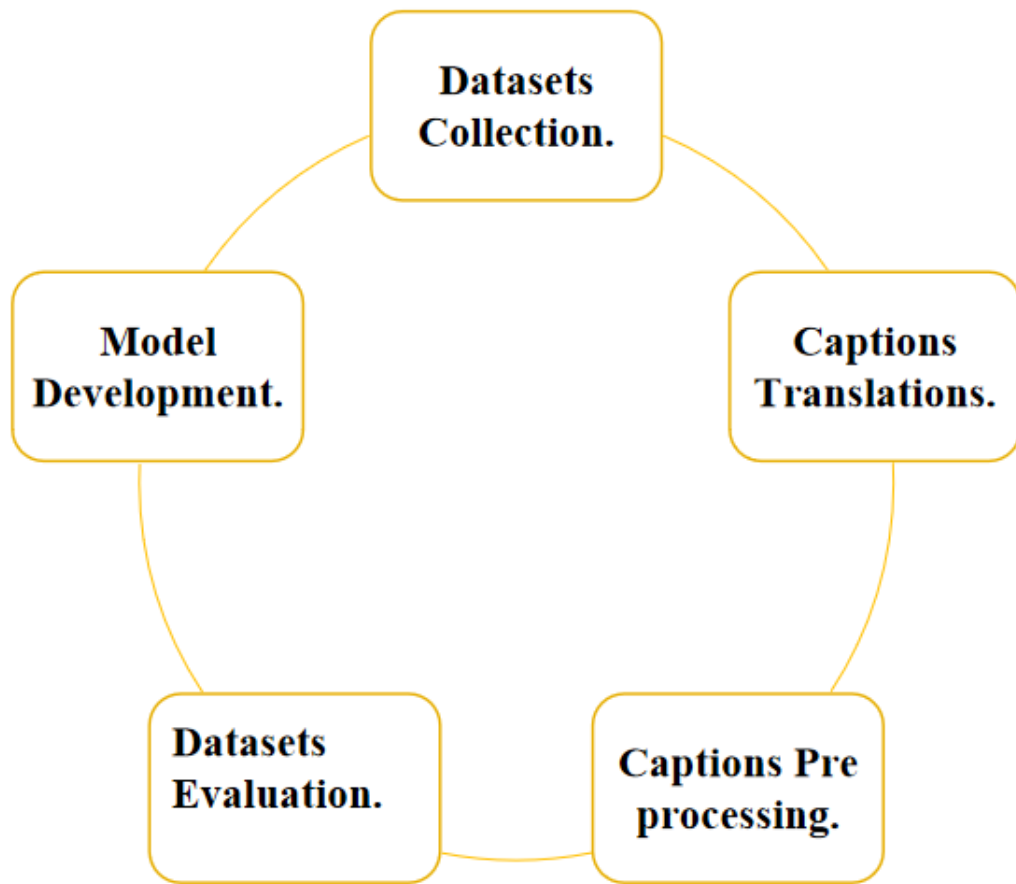 Datasets
Collection.
Captions
Translations.
Captions Pre
processing.
Datasets
Evaluation.
Model
Development.